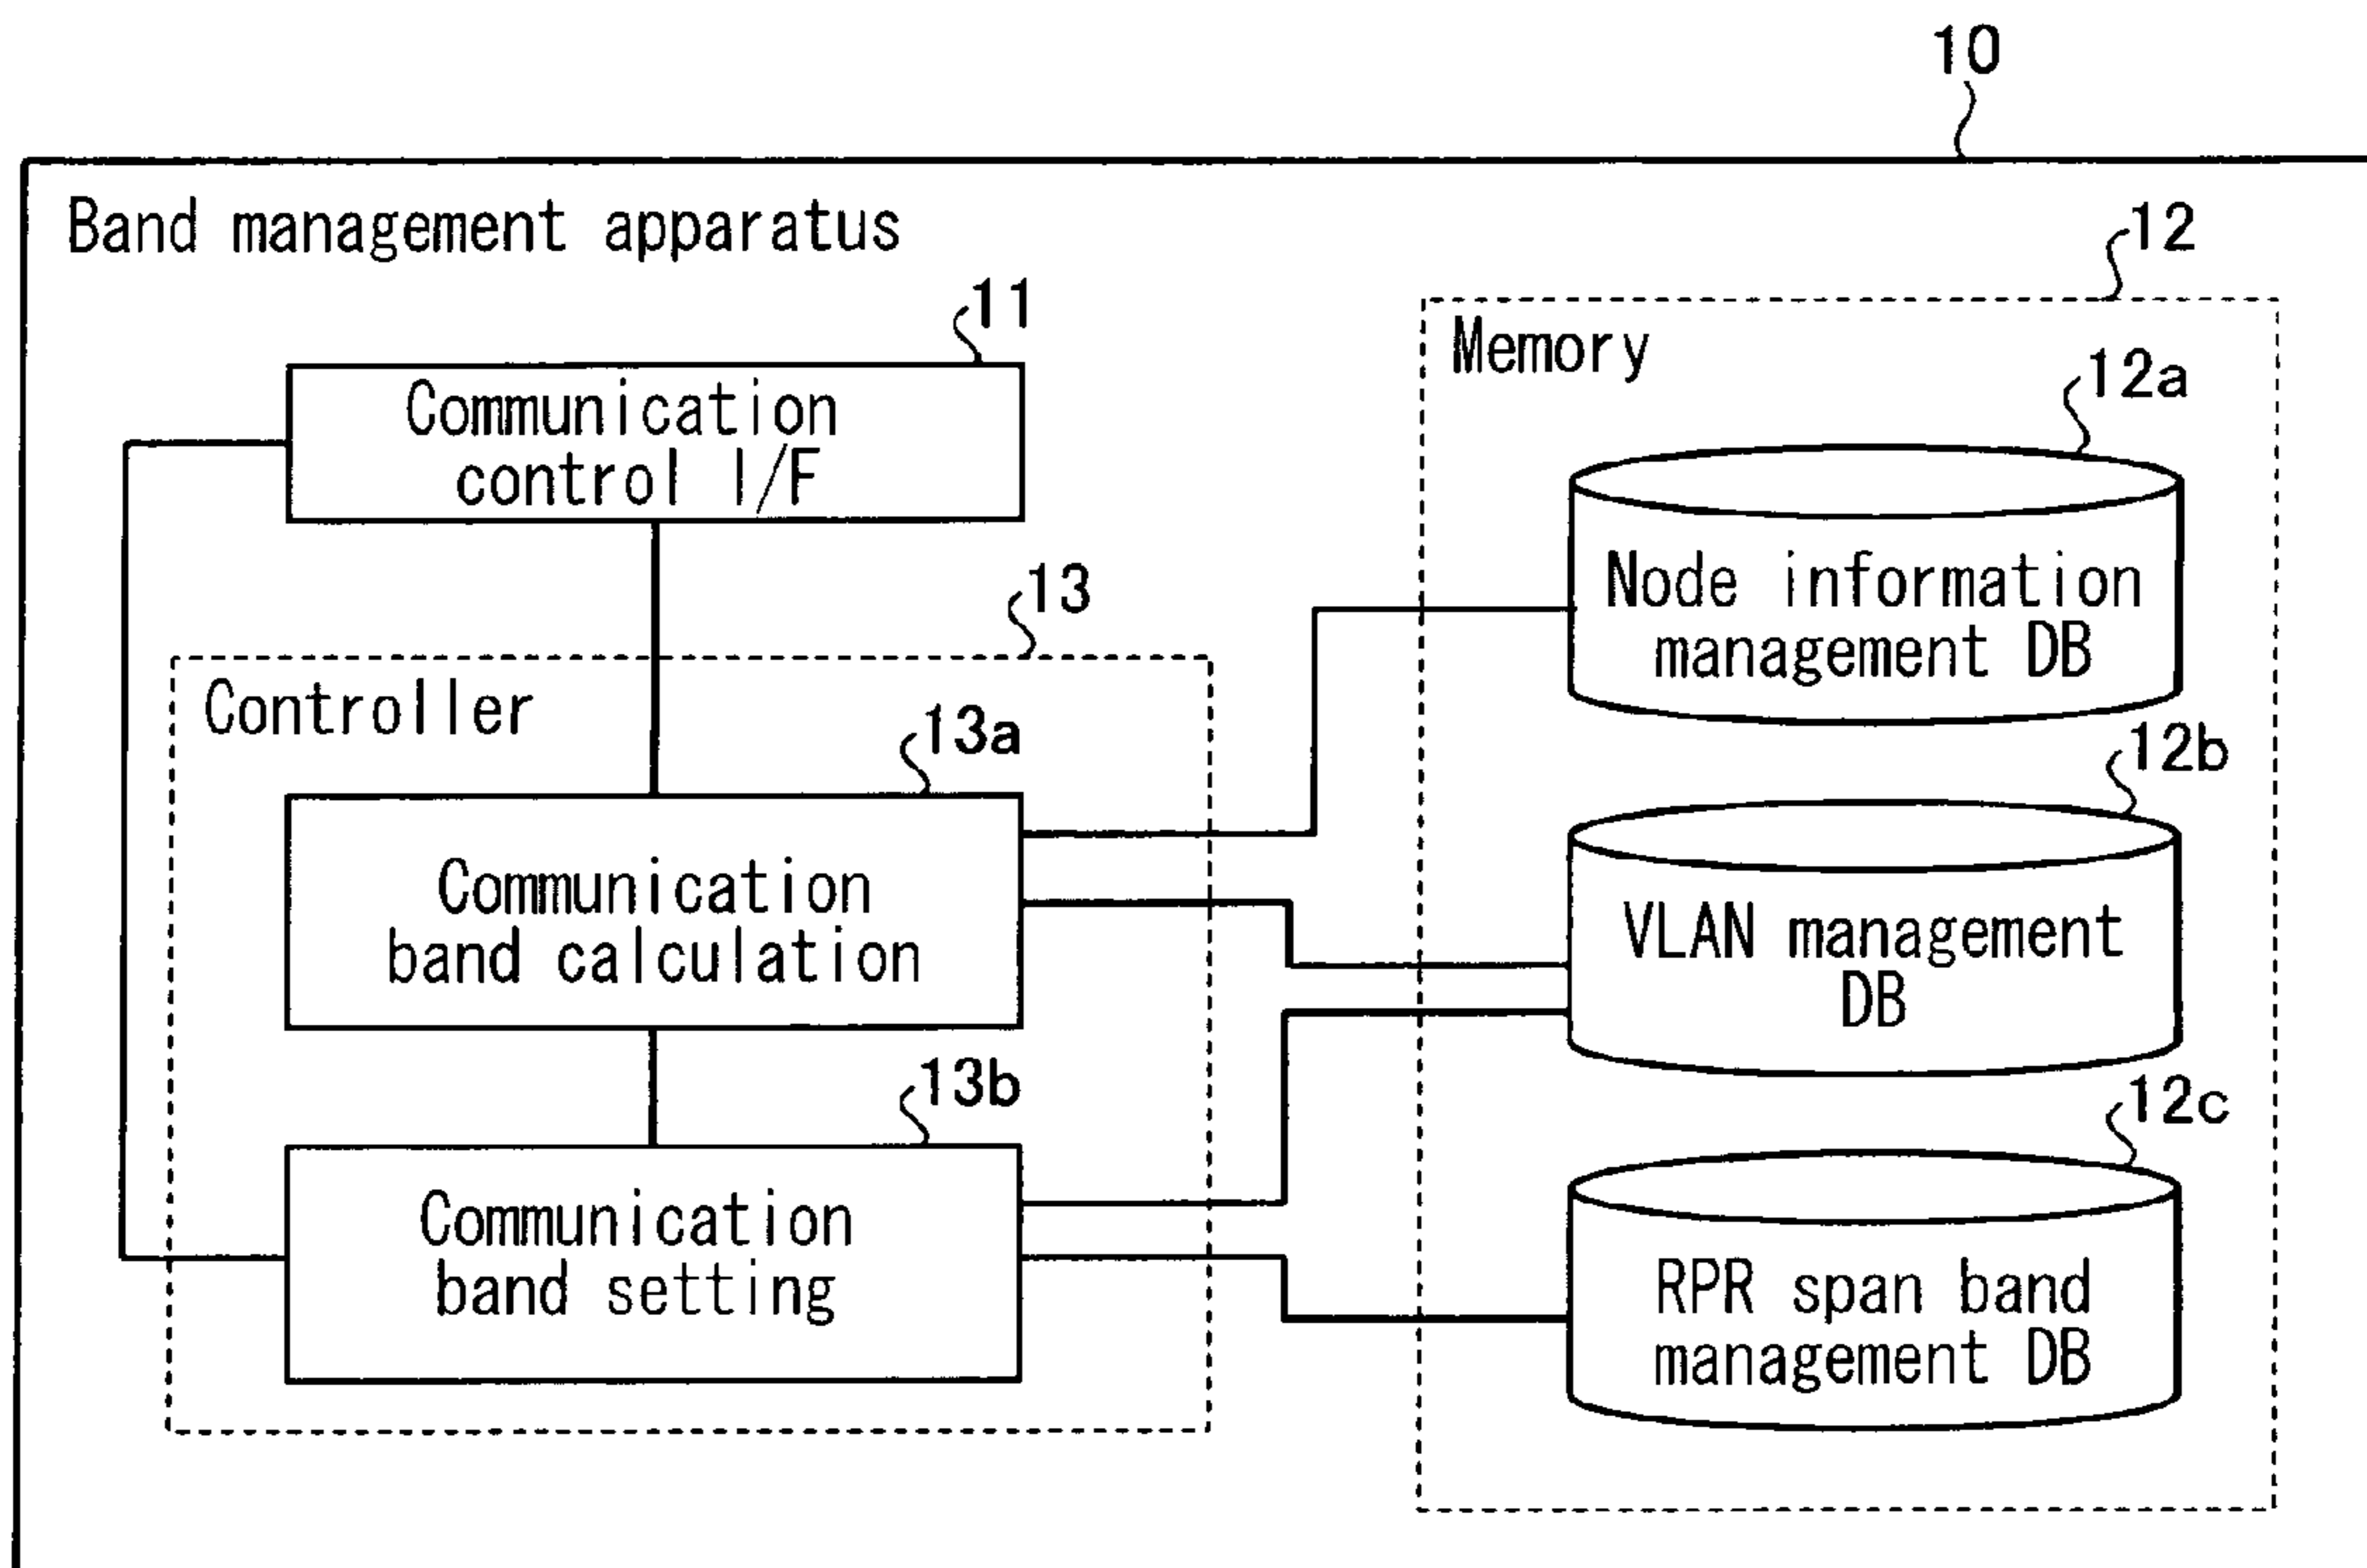 10
Band management apparatus
12
11
Memory
Communication
control I/F
12a
Node information
management DB
13
Controller
13a
12b
Communication
band calculation
VLAN management
DB
13b
12c
Communication
band setting
RPR span band
management DB